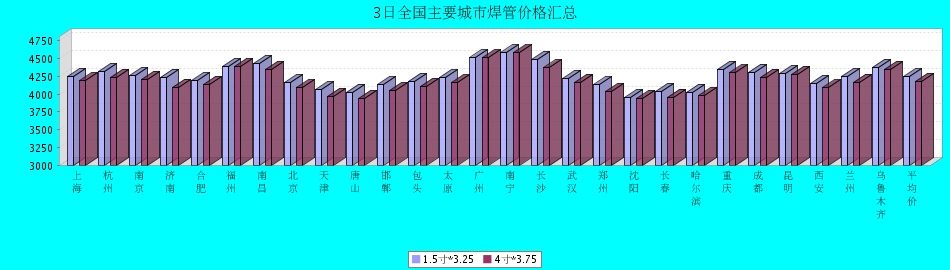 3日全国主要城市焊管价格汇总
4750
4500
4250
4000
3750
3500
3250
3000
上海
杭州
南京
济南
合肥
福州
南昌
北京
天津
唐山
邯郸
包头
太原
广州
南宁
长沙
武汉
郑州
沈阳
长春
哈尔滨
重庆
成都
昆明
西安
兰州
乌鲁木齐
平均价
1.5寸*3.25
4寸*3.75